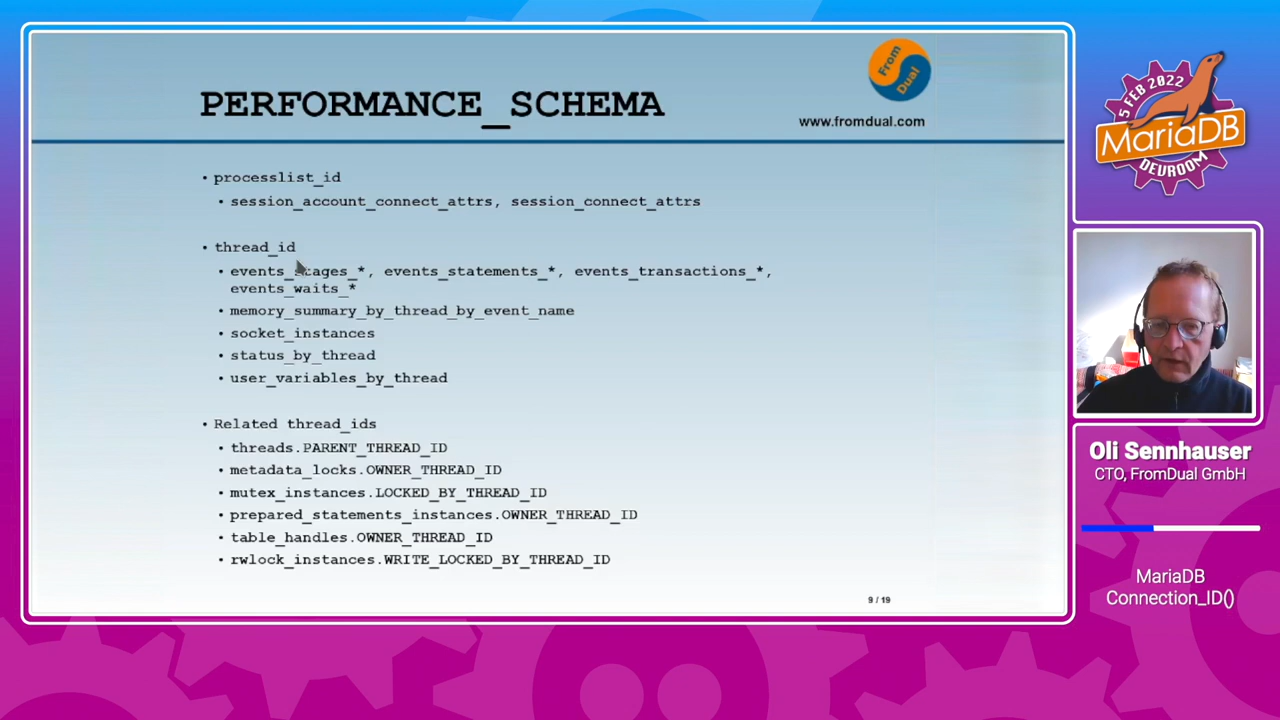 PERFORMANCE_SCHEMA
From
Dual
www.fromdual.com
• processlist_id
• session_account_connect_attrs, session_connect_attrs
• thread_id
• events_stages_*, events_statements_*, events_transactions_*,
events_waits_*
• memory_summary_by_thread_by_event_name
• socket_instances
• status_by_thread
• user_variables_by_thread
• Related thread_ids
• threads.PARENT_THREAD_ID
• metadata_locks.OWNER_THREAD_ID
• mutex_instances.LOCKED_BY_THREAD_ID
• prepared_statements_instances.OWNER_THREAD_ID
• table_handles.OWNER_THREAD_ID
• rwlock_instances.WRITE_LOCKED_BY_THREAD_ID
9 / 19
5 FEB 2022
MariaDB
DEVROOM
Oli Sennhauser
CTO, FromDual GmbH
MariaDB
Connection_ID()